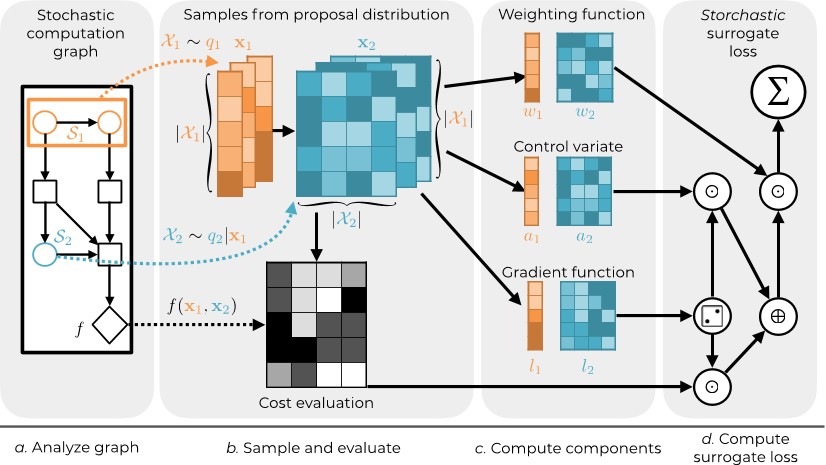 Stochastic
computation
graph
Samples from proposal distribution
Weighting function
Storchastic
surrogate
loss
𝒳₁ ∼ q₁
x₁
x₂
𝒮₁
|𝒳₁|
|𝒳₁|
w₁
w₂
∑
Control variate
𝒮₂
𝒳₂ ∼ q₂|x₁
|𝒳₂|
a₁
a₂
⊙
⊙
Gradient function
f
f(x₁, x₂)
⊕
l₁
l₂
⊙
Cost evaluation
a. Analyze graph
b. Sample and evaluate
c. Compute components
d. Compute
surrogate loss